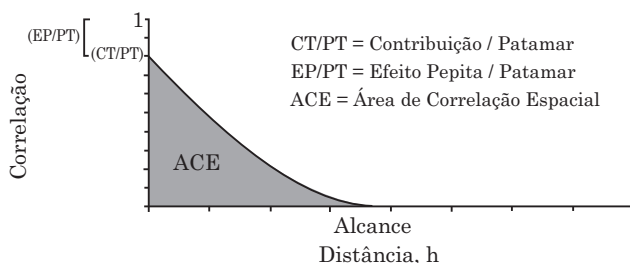 1
(EP/PT)
(CT/PT)
CT/PT = Contribuição / Patamar
EP/PT = Efeito Pepita / Patamar
ACE = Área de Correlação Espacial
Correlação
ACE
Alcance
Distância, h